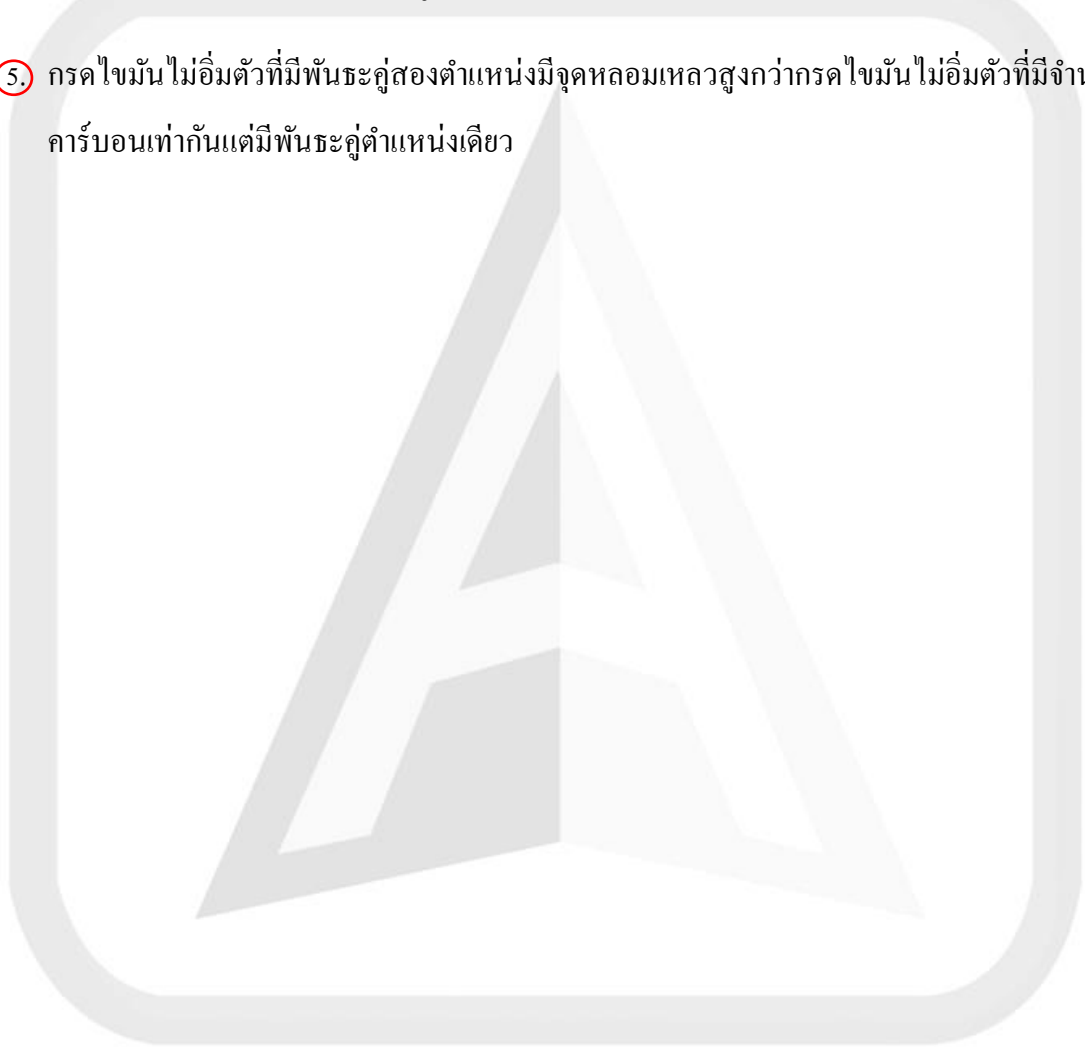 5. กรดไขมันไม่อิ่มตัวที่มีพันธะคู่สองตำแหน่งมีจุดหลอมเหลวสูงกว่ากรดไขมันไม่อิ่มตัวที่มี
คาร์บอนเท่ากันแต่มีพันธะคู่ตำแหน่งเดียว